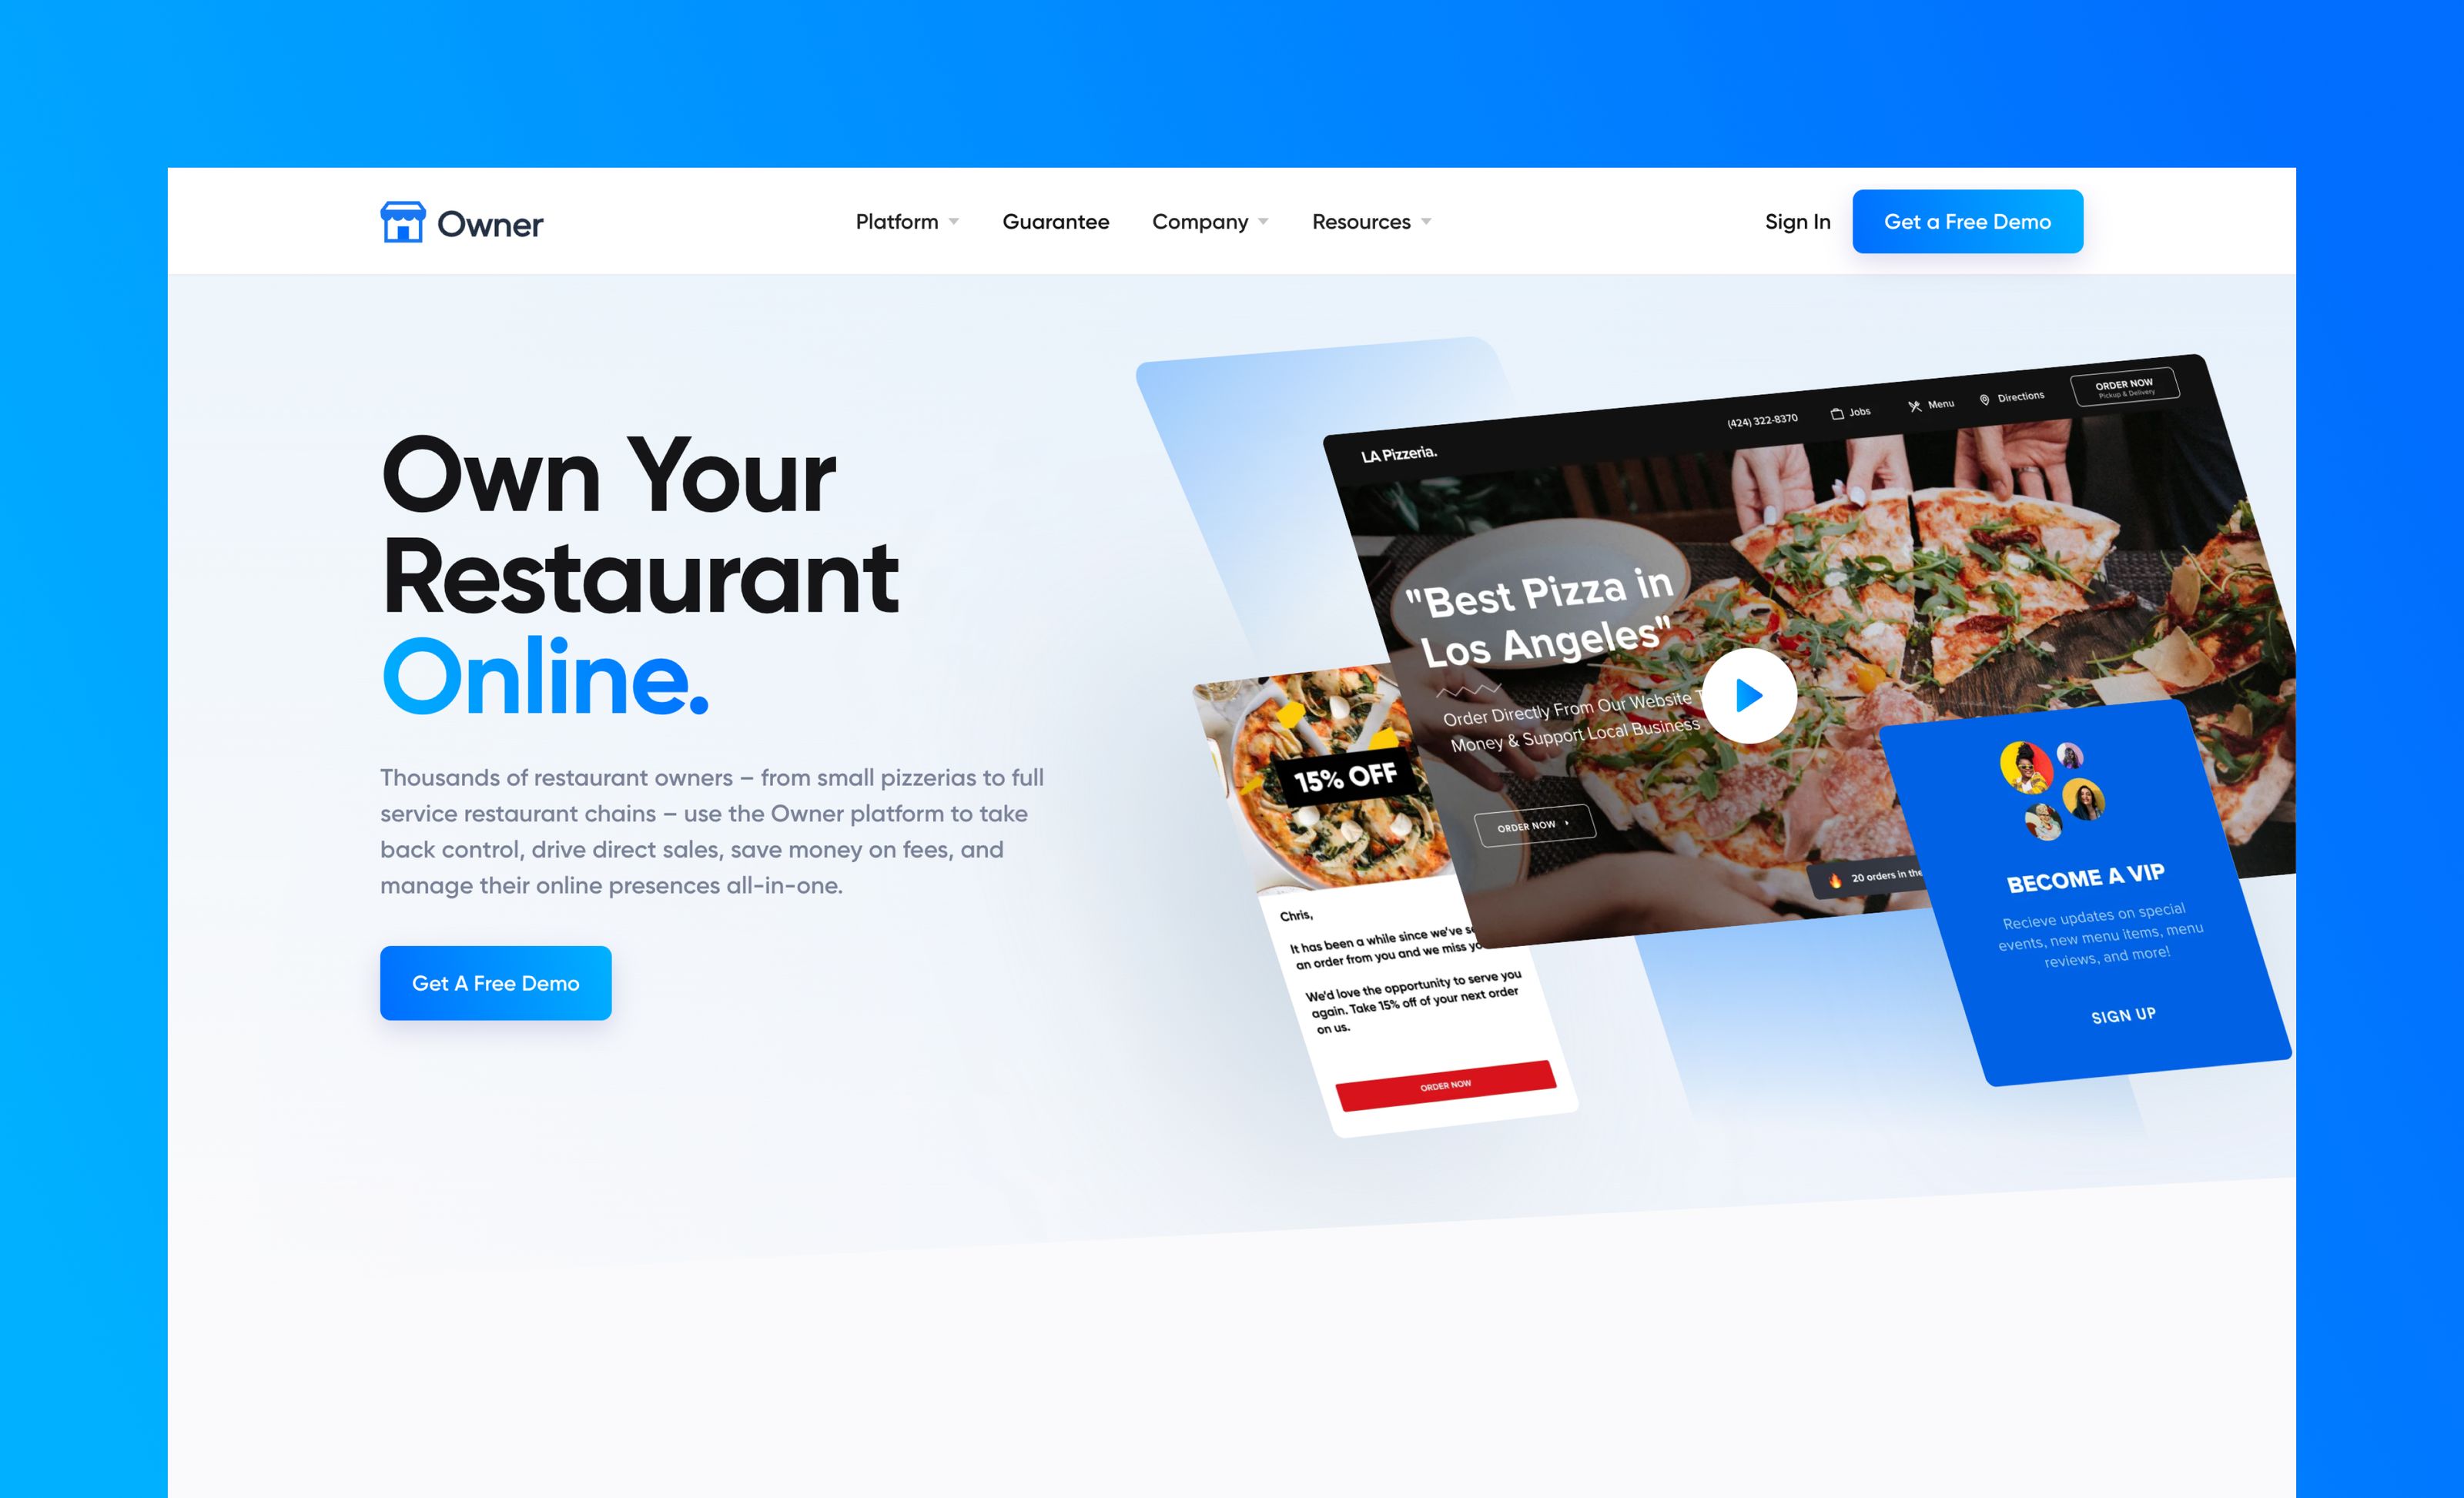 Owner
Platform
Guarantee
Company
Resources
Sign In
Get a Free Demo
Own Your
Restaurant
Online.
Thousands of restaurant owners – from small pizzerias to full
service restaurant chains – use the Owner platform to take
back control, drive direct sales, save money on fees, and
manage their online presences all-in-one.
Get A Free Demo
LA Pizzeria.
(424) 322-8370
Jobs
Menu
Directions
ORDER NOW
Pickup & Delivery
"Best Pizza in
Los Angeles"
Order Directly From Our Website
Money & Support Local Business
ORDER NOW
20 orders in the
15% OFF
Chris,
It has been a while since we've
an order from you and we miss
We'd love the opportunity to serve you
again. Take 15% off of your next order
on us.
ORDER NOW
BECOME A VIP
Recieve updates on special
events, new menu items, menu
reviews, and more!
SIGN UP